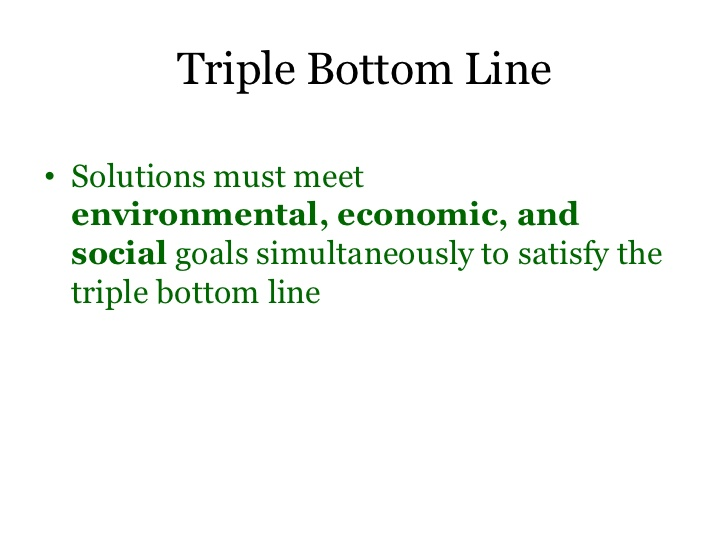 Triple Bottom Line
• Solutions must meet
environmental, economic, and
social goals simultaneously to satisfy the
triple bottom line